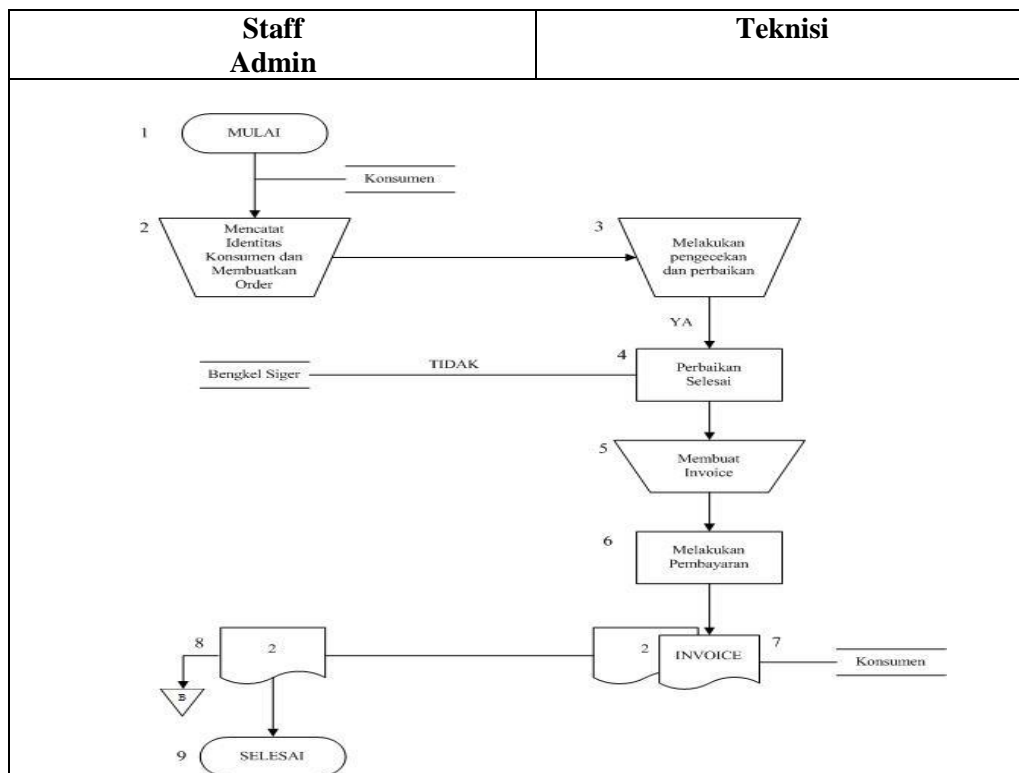 Staff
Admin
Teknisi
1
MULAI
Konsumen
2
Mencatat
Identitas
Konsumen dan
Membuatkan
Order
3
Melakukan
pengecekan
dan perbaikan
YA
4
Perbaikan
Selesai
TIDAK
Bengkel Siger
5
Membuat
Invoice
6
Melakukan
Pembayaran
8
2
2
INVOICE
7
Konsumen
B
9
SELESAI